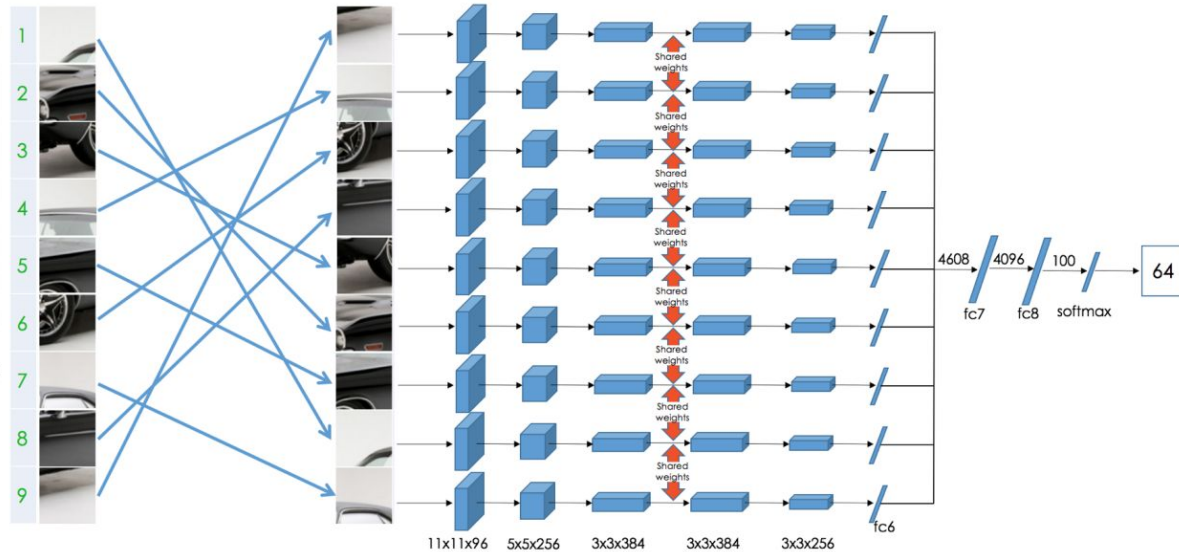 1
2
3
4
5
6
7
8
9
Shared
weights
Shared
weights
Shared
weights
Shared
weights
Shared
weights
Shared
weights
Shared
weights
Shared
weights
4608
4096
100
64
fc7
fc8
softmax
fc6
11x11x96
5x5x256
3x3x384
3x3x384
3x3x256